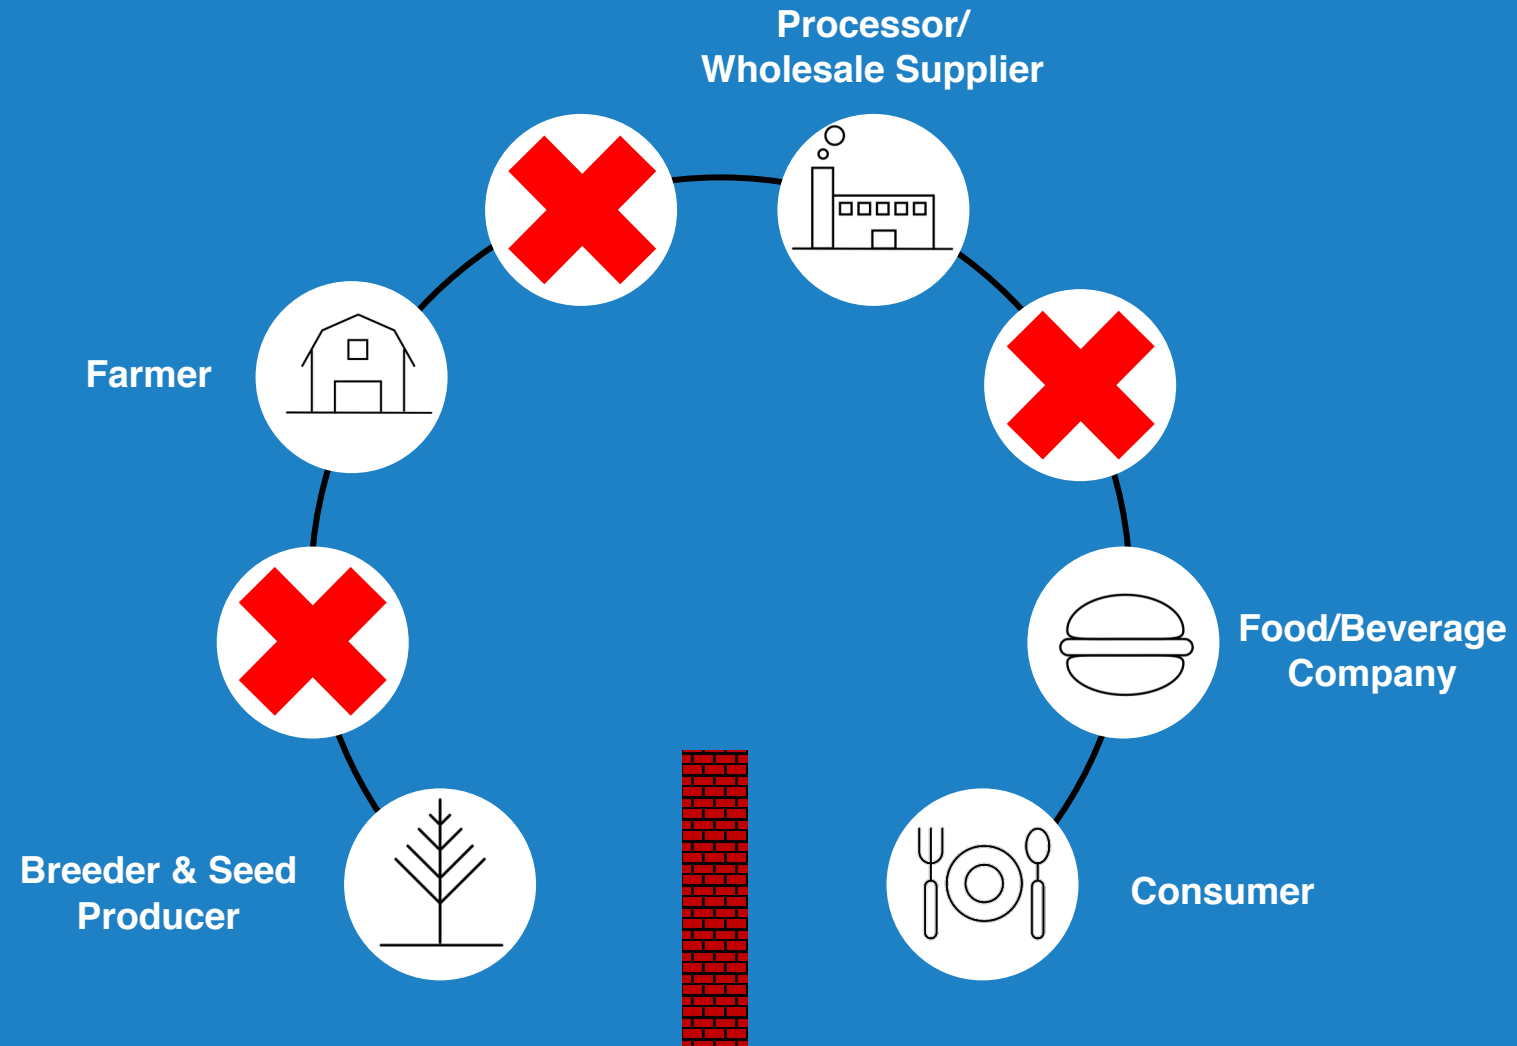 Processor/
Wholesale Supplier
Farmer
Food/Beverage
Company
Breeder & Seed
Producer
Consumer